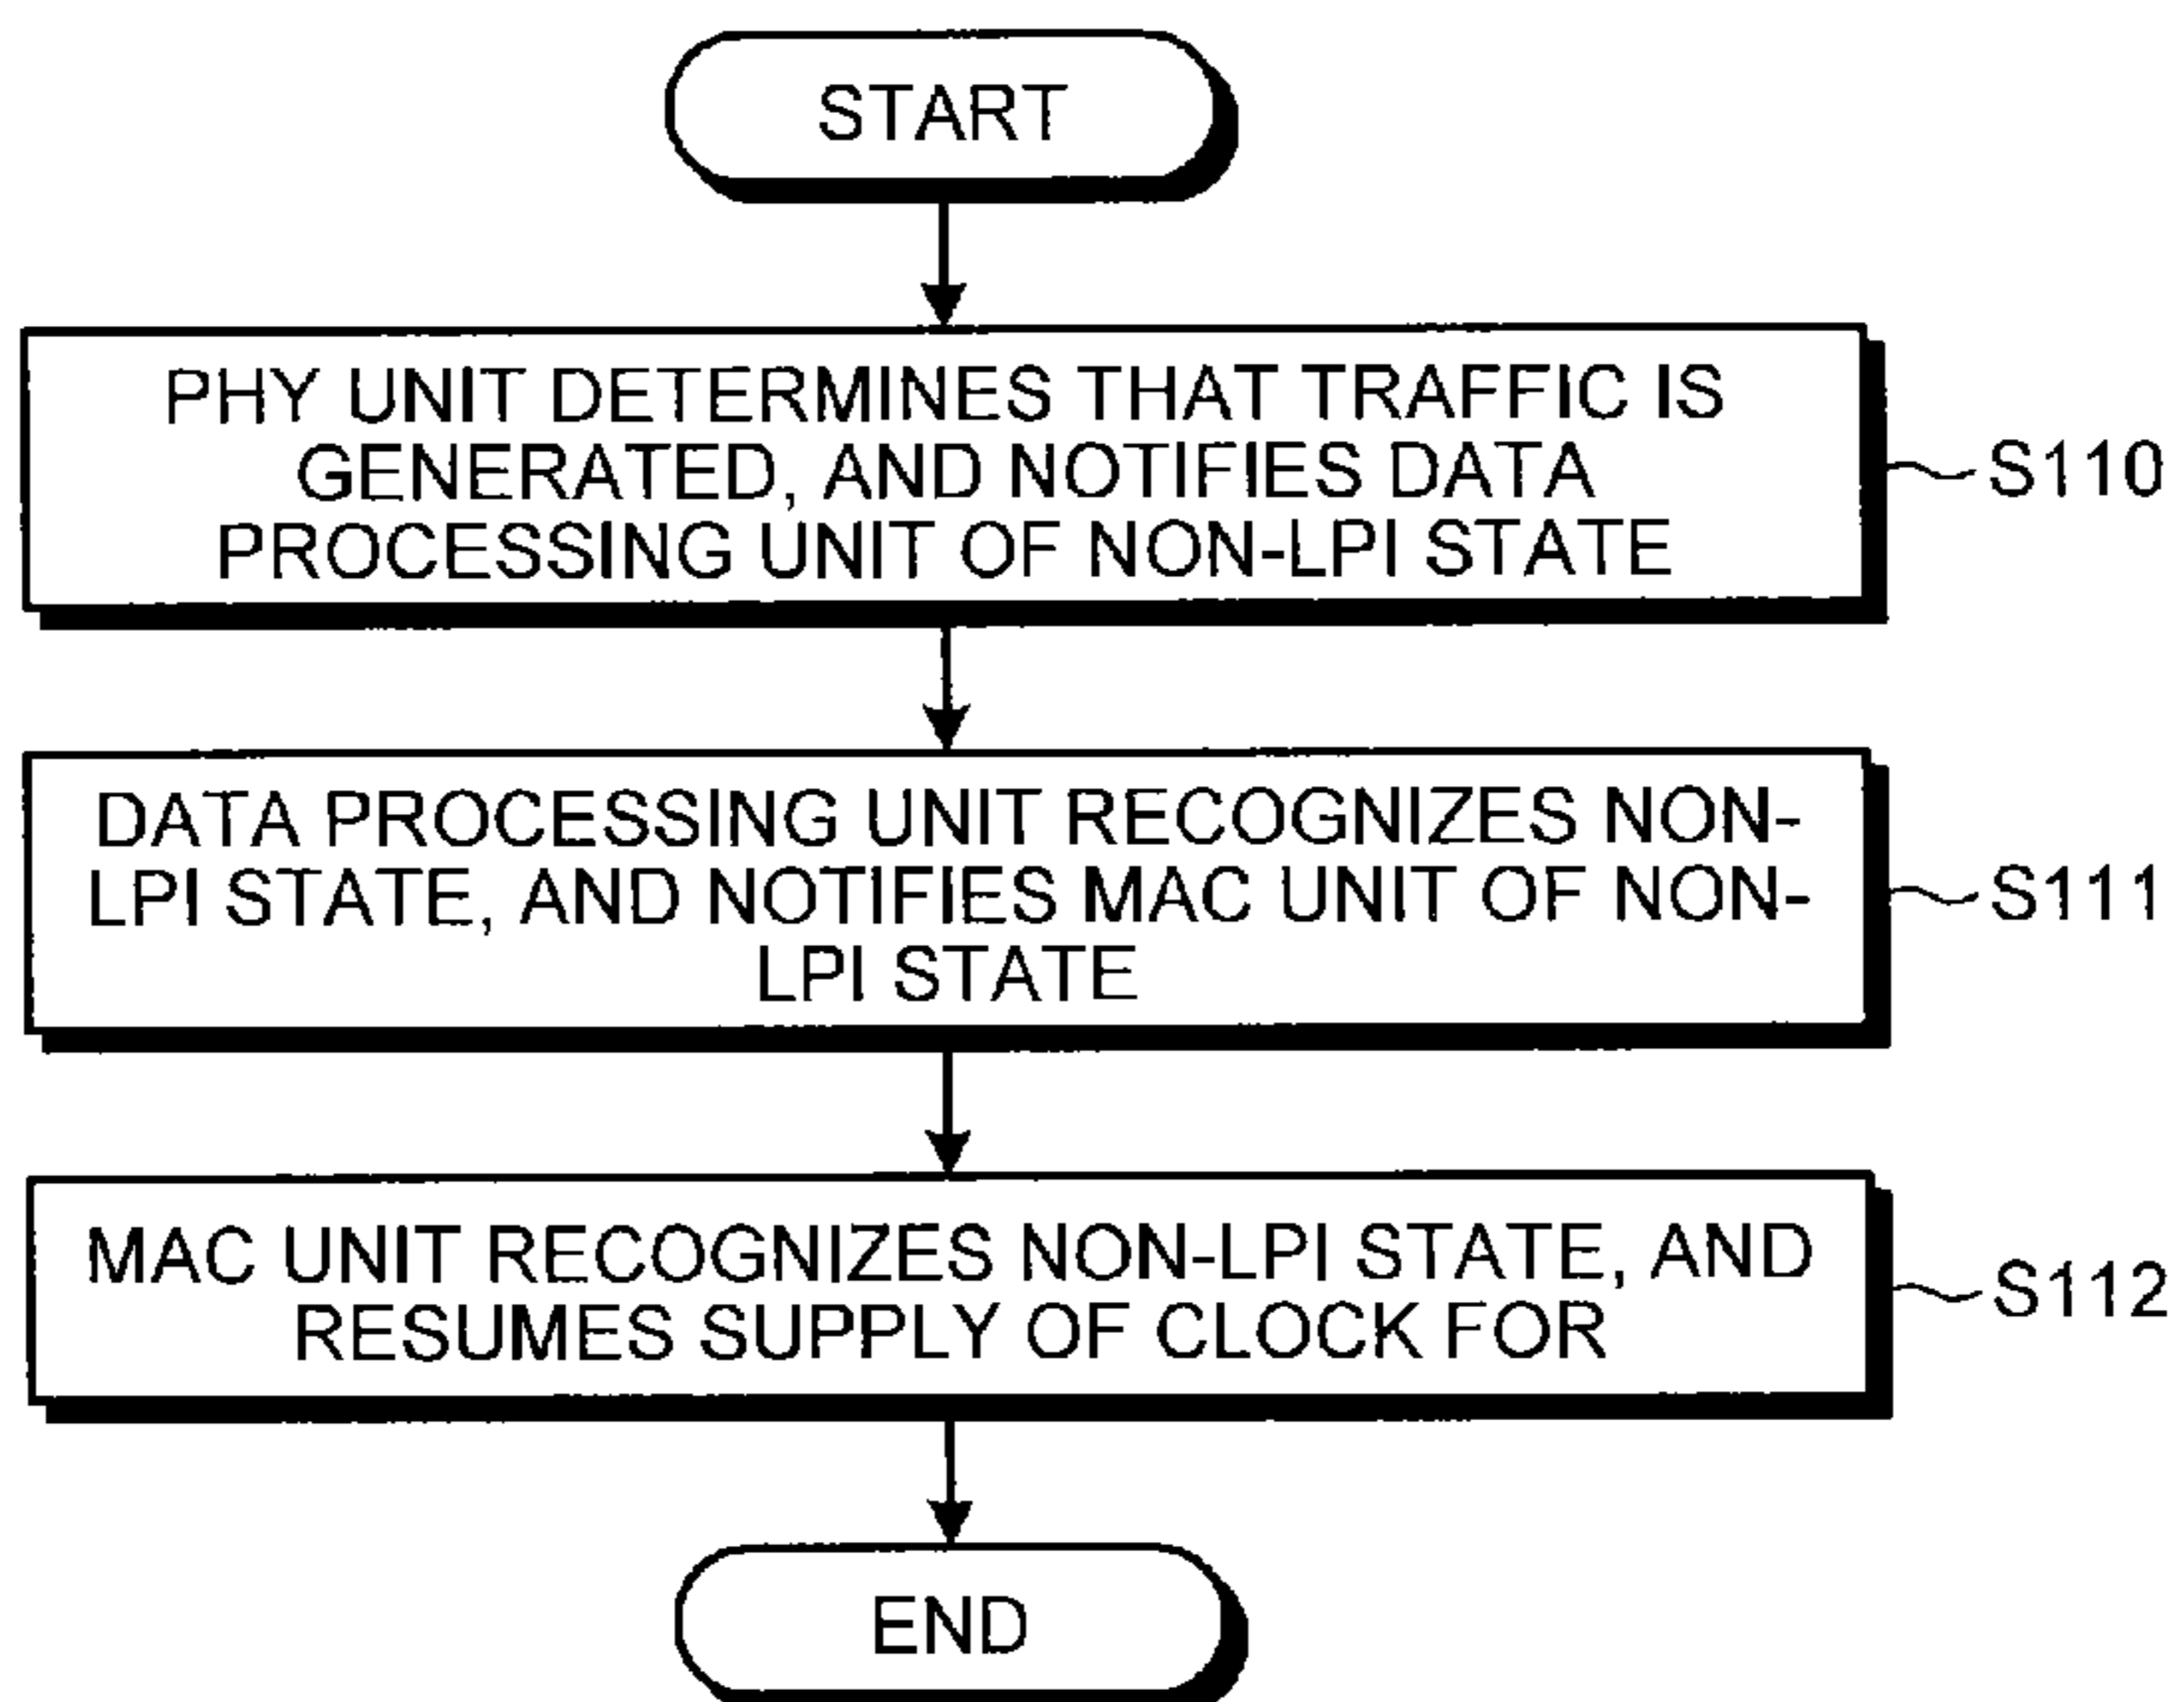 START
PHY UNIT DETERMINES THAT TRAFFIC IS
GENERATED, AND NOTIFIES DATA
PROCESSING UNIT OF NON-LPI STATE
S110
DATA PROCESSING UNIT RECOGNIZES NON-
LPI STATE, AND NOTIFIES MAC UNIT OF NON-
LPI STATE
S111
MAC UNIT RECOGNIZES NON-LPI STATE, AND
RESUMES SUPPLY OF CLOCK FOR
S112
END